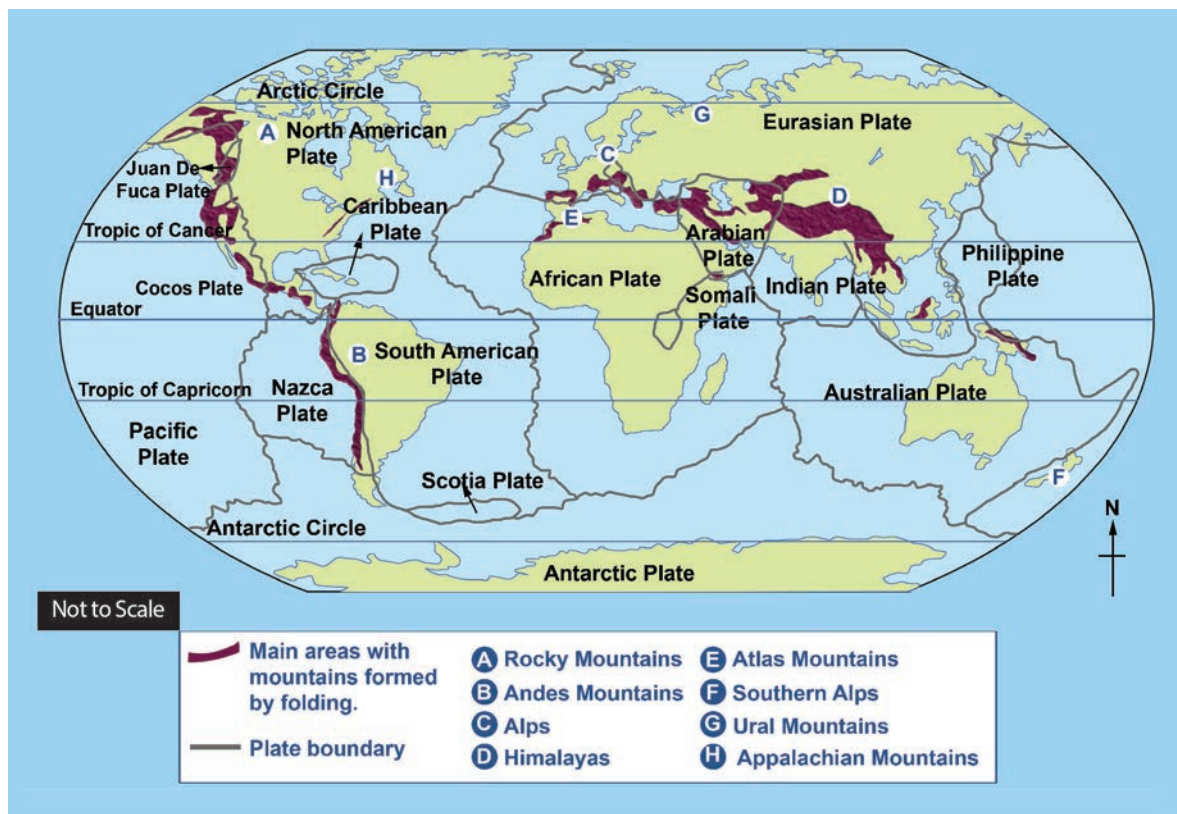 Arctic Circle
A
North American
Plate
G
Eurasian Plate
C
Juan De
Fuca Plate
H
D
Caribbean
Plate
E
Tropic of Cancer
Arabian
Plate
Philippine
Plate
African Plate
Cocos Plate
Somali
Plate
Indian Plate
Equator
B
South American
Plate
Tropic of Capricorn
Nazca
Plate
Australian Plate
Pacific
Plate
Scotia Plate
F
Antarctic Circle
N
Antarctic Plate
Not to Scale
Main areas with
mountains formed
by folding.
Plate boundary
A Rocky Mountains
B Andes Mountains
C Alps
D Himalayas
E Atlas Mountains
F Southern Alps
G Ural Mountains
H Appalachian Mountains